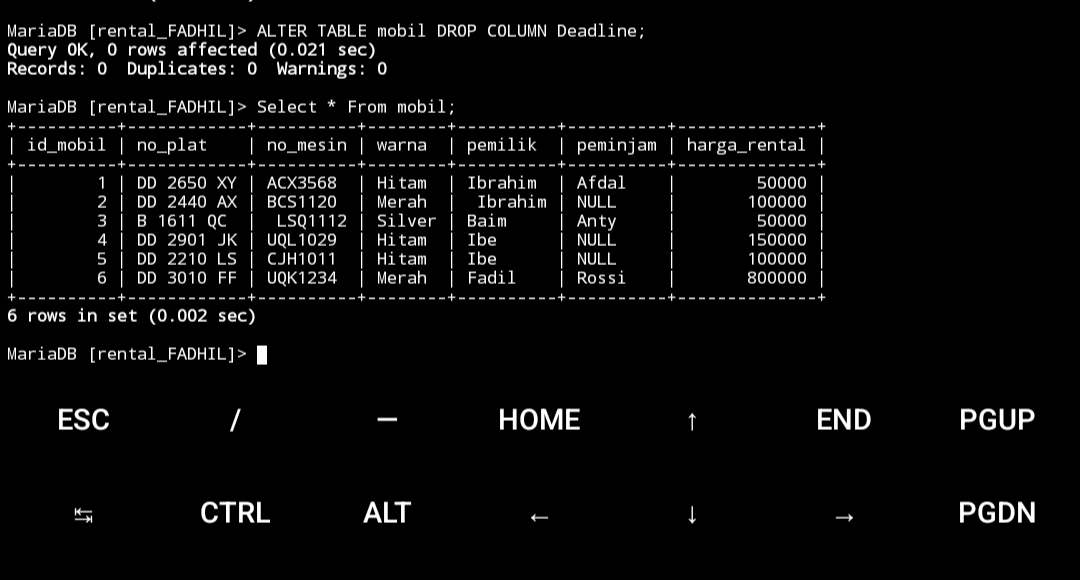 MariaDB [rental_FADHIL]> ALTER TABLE mobil DROP COLUMN Deadline;
Query OK, 0 rows affected (0.021 sec)
Records: 0  Duplicates: 0  Warnings: 0
MariaDB [rental_FADHIL]> Select * From mobil;
+----------+------------+----------+--------+----------+----------+--------------+
| id_mobil | no_plat    | no_mesin | warna  | pemilik  | peminjam | harga_rental |
+----------+------------+----------+--------+----------+----------+--------------+
|        1 | DD 2650 XY | ACX3568  | Hitam  | Ibrahim  | Afdal    |        50000 |
|        2 | DD 2440 AX | BCS1120  | Merah  |  Ibrahim | NULL     |       100000 |
|        3 | B 1611 QC  |  LSQ1112 | Silver | Baim     | Anty     |        50000 |
|        4 | DD 2901 JK | UQL1029  | Hitam  | Ibe      | NULL     |       150000 |
|        5 | DD 2210 LS | CJH1011  | Hitam  | Ibe      | NULL     |       100000 |
|        6 | DD 3010 FF | UQK1234  | Merah  | Fadil    | Rossi    |       800000 |
+----------+------------+----------+--------+----------+----------+--------------+
6 rows in set (0.002 sec)
MariaDB [rental_FADHIL]>
ESC / — HOME ↑ END PGUP
↹ CTRL ALT ← ↓ → PGDN